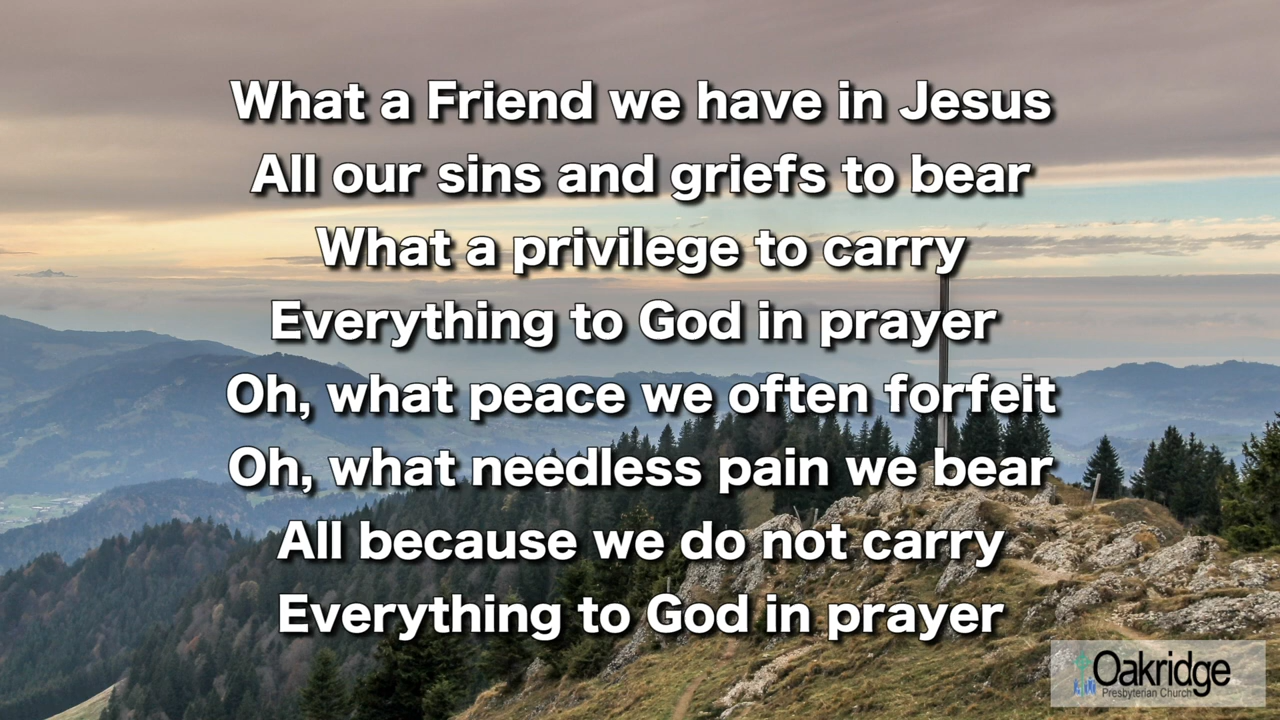 What a Friend we have in Jesus
All our sins and griefs to bear
What a privilege to carry
Everything to God in prayer
Oh, what peace we often forfeit
Oh, what needless pain we bear
All because we do not carry
Everything to God in prayer
Oakridge
Presbyterian Church